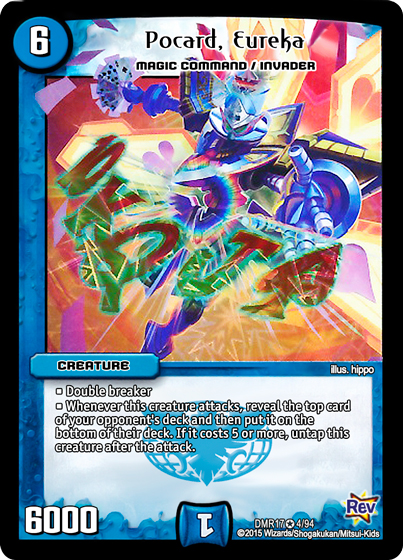 6
Pocard, Eureka
MAGIC COMMAND / INVADER
CREATURE
illus. hippo
▪ Double breaker
▪ Whenever this creature attacks, reveal the top card
of your opponent's deck and then put it on the
bottom of their deck. If it costs 5 or more, untap this
creature after the attack.
6000
1
Rev
DMR17 ✪ 4/94
©2015 Wizards/Shogakukan/Mitsui-Kids